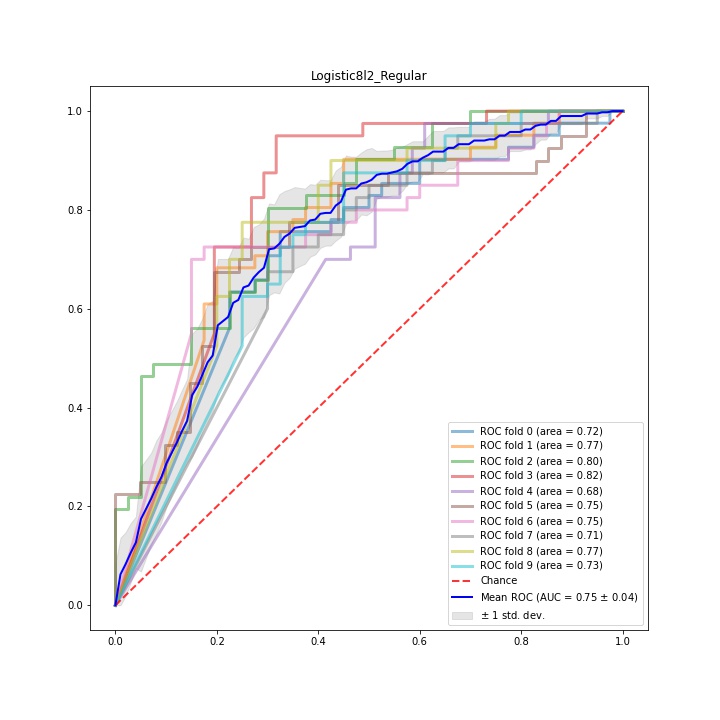 Logistic8l2_Regular
1.0
0.8
0.6
0.4
0.2
0.0
ROC fold 0 (area = 0.72)
ROC fold 1 (area = 0.77)
ROC fold 2 (area = 0.80)
ROC fold 3 (area = 0.82)
ROC fold 4 (area = 0.68)
ROC fold 5 (area = 0.75)
ROC fold 6 (area = 0.75)
ROC fold 7 (area = 0.71)
ROC fold 8 (area = 0.77)
ROC fold 9 (area = 0.73)
Chance
Mean ROC (AUC = 0.75 ± 0.04)
± 1 std. dev.
0.0 0.2 0.4 0.6 0.8 1.0